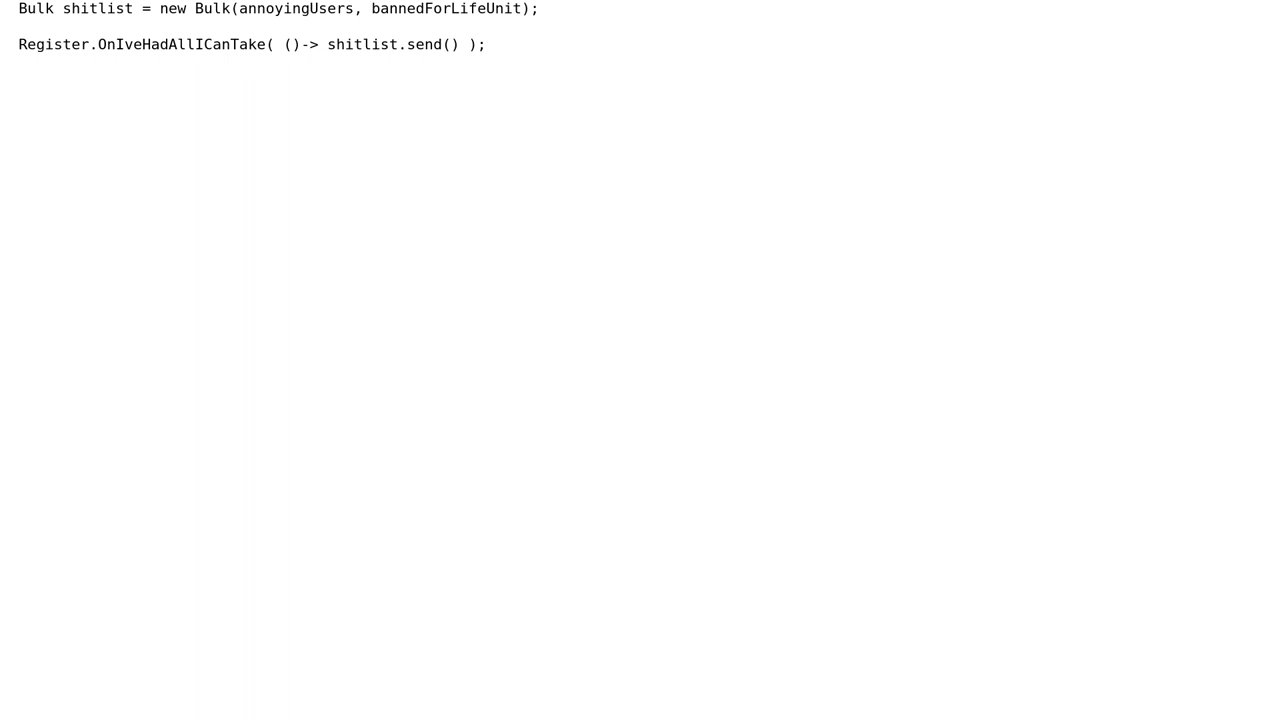 Bulk shitlist = new Bulk(annoyingUsers, bannedForLifeUnit);
Register.OnIveHadAllICanTake( ()-> shitlist.send() );